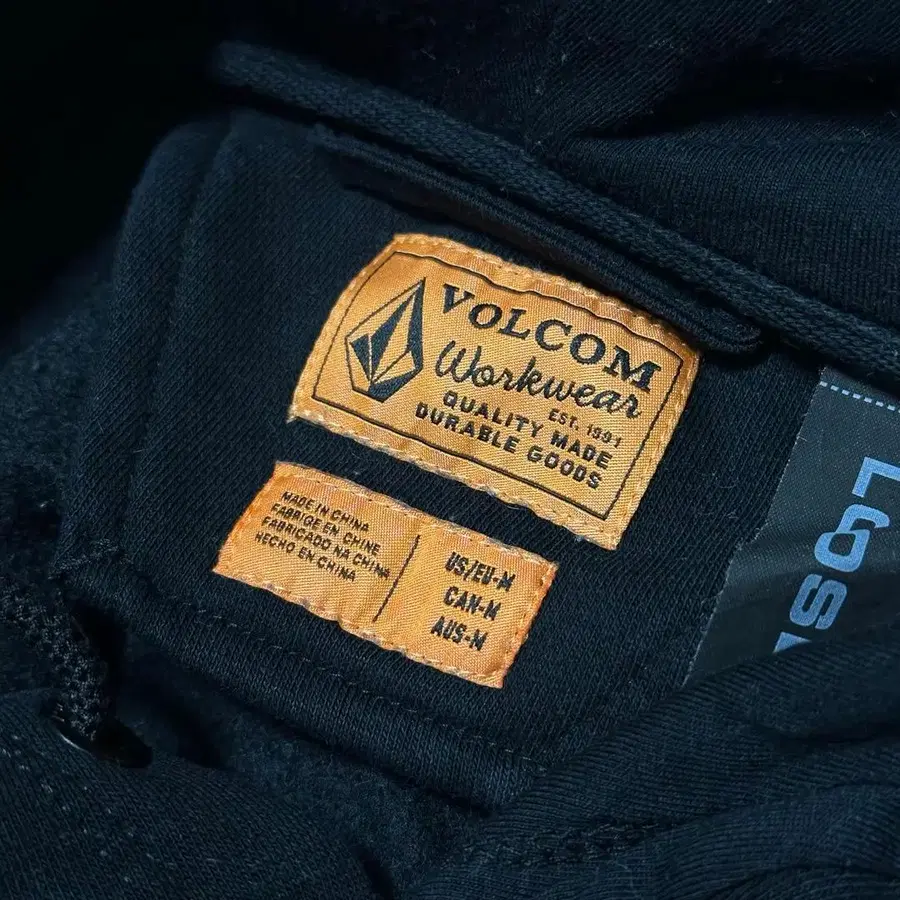 VOLCOM
Workwear
EST. 1991
QUALITY MADE
DURABLE GOODS
MADE IN CHINA
FABRIGE EN CHINE
FABRICADO NA CHINA
HECHO EN CHINA
US/EU-M
CAN-M
AUS-M